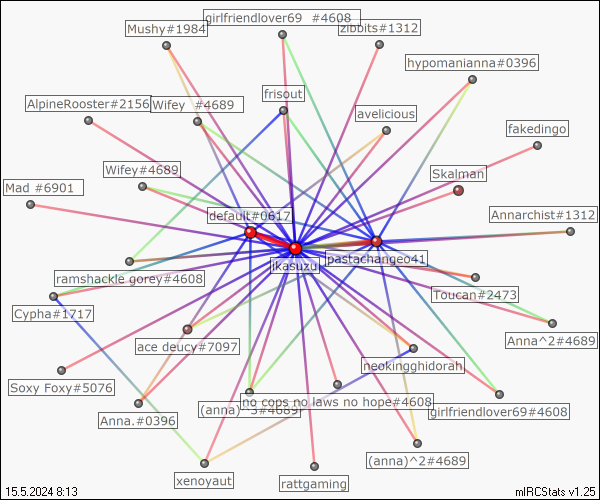 girlfriendlover69 #4608
Mushy#1984
zibbits#1312
hypomanianna#0396
frisout
AlpineRooster#2156
Wifey #4689
avelicious
fakedingo
Wifey#4689
Skalman
Mad #6901
default#0617
Annarchist#1312
pastachangeo41
ikasuzu
ramshackle gorey#4608
Toucan#2473
Cypha#1717
Anna^2#4689
ace deucy#7097
neokingghidorah
Soxy Foxy#5076
no cops no laws no hope#4608
(anna)^3#4689
girlfriendlover69#4608
Anna.#0396
(anna)^2#4689
xenoyaut
rattgaming
15.5.2024 8:13
mIRCStats v1.25